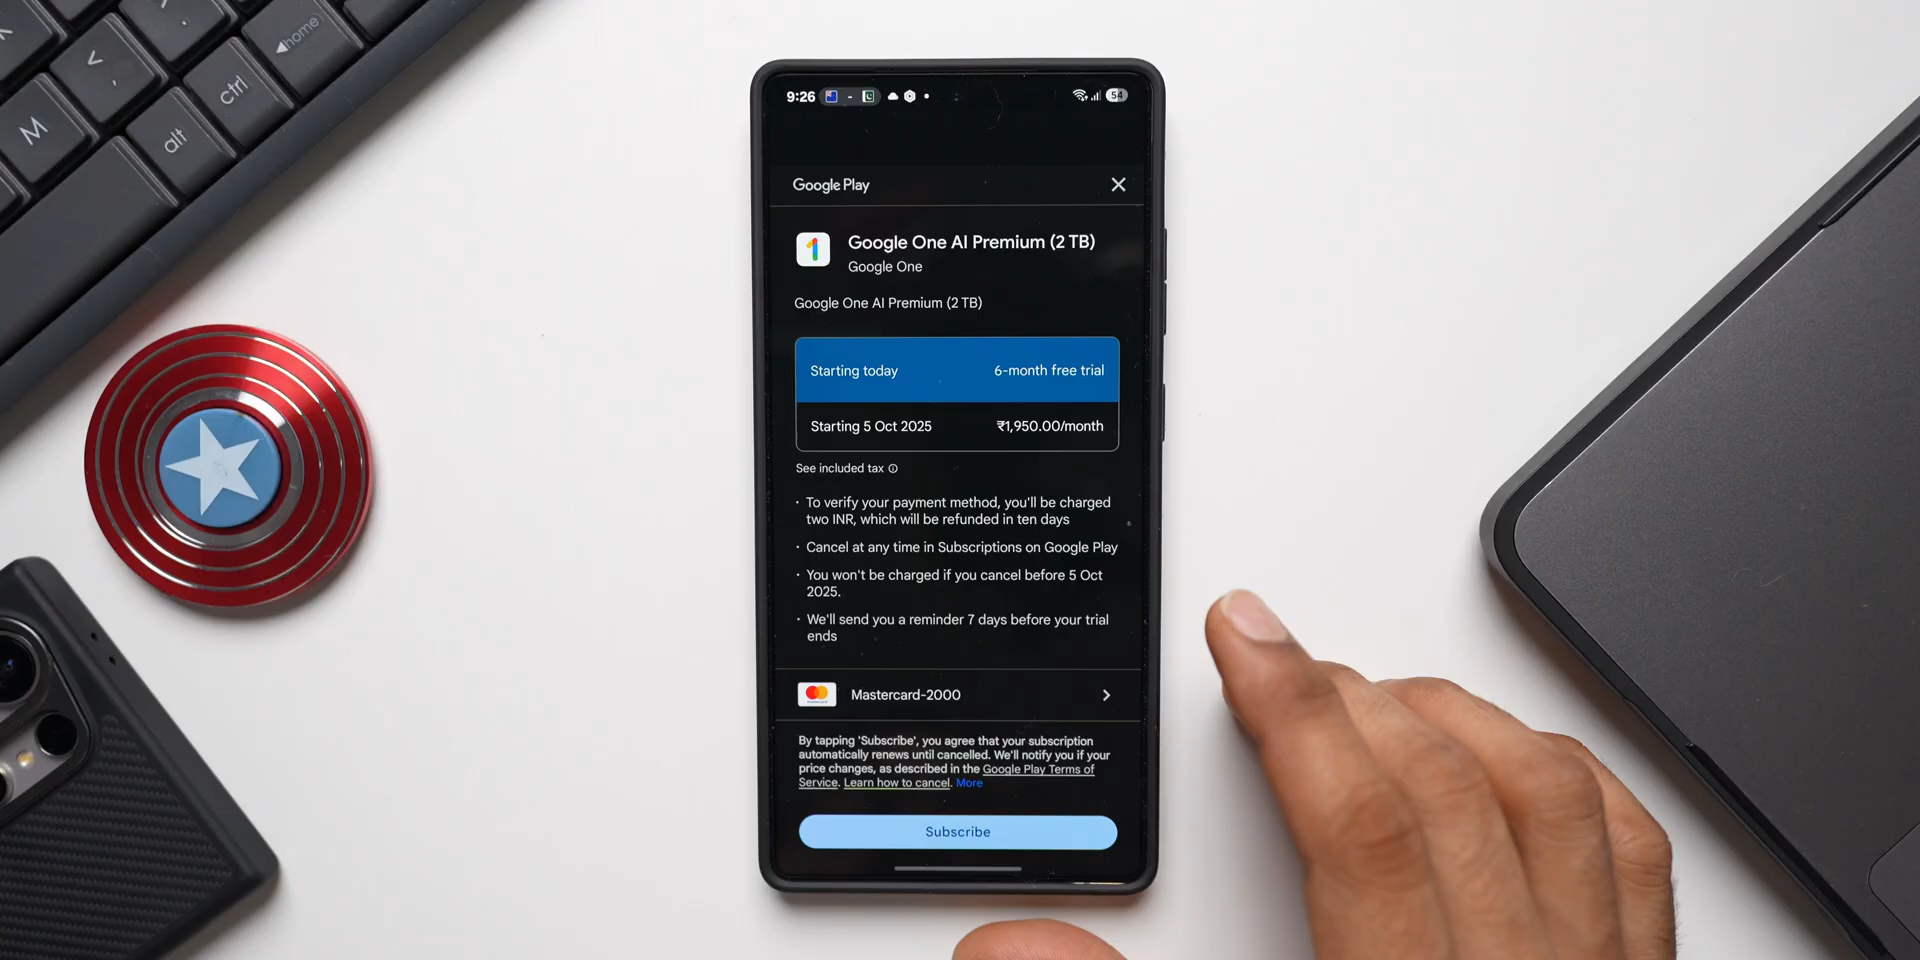 home
ctrl
alt
M
9:26
54
Google Play
Google One AI Premium (2 TB)
Google One
Google One AI Premium (2 TB)
Starting today 6-month free trial
Starting 5 Oct 2025 ₹1,950.00/month
See included tax
· To verify your payment method, you'll be charged
two INR, which will be refunded in ten days
· Cancel at any time in Subscriptions on Google Play
· You won't be charged if you cancel before 5 Oct
2025.
· We'll send you a reminder 7 days before your trial
ends
Mastercard-2000
By tapping 'Subscribe', you agree that your subscription
automatically renews until cancelled. We'll notify you if your
price changes, as described in the Google Play Terms of
Service. Learn how to cancel. More
Subscribe